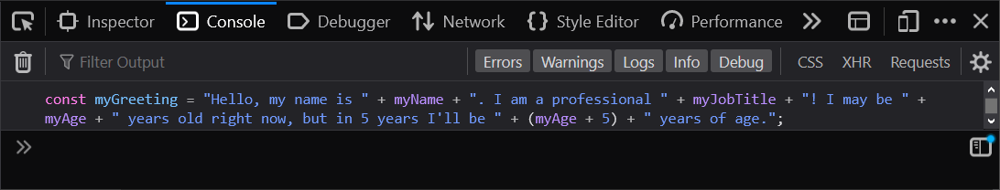 Inspector Console Debugger Network Style Editor Performance
Filter Output Errors Warnings Logs Info Debug CSS XHR Requests
const myGreeting = "Hello, my name is " + myName + ". I am a professional " + myJobTitle + "! I may be " +
myAge + " years old right now, but in 5 years I'll be " + (myAge + 5) + " years of age.";